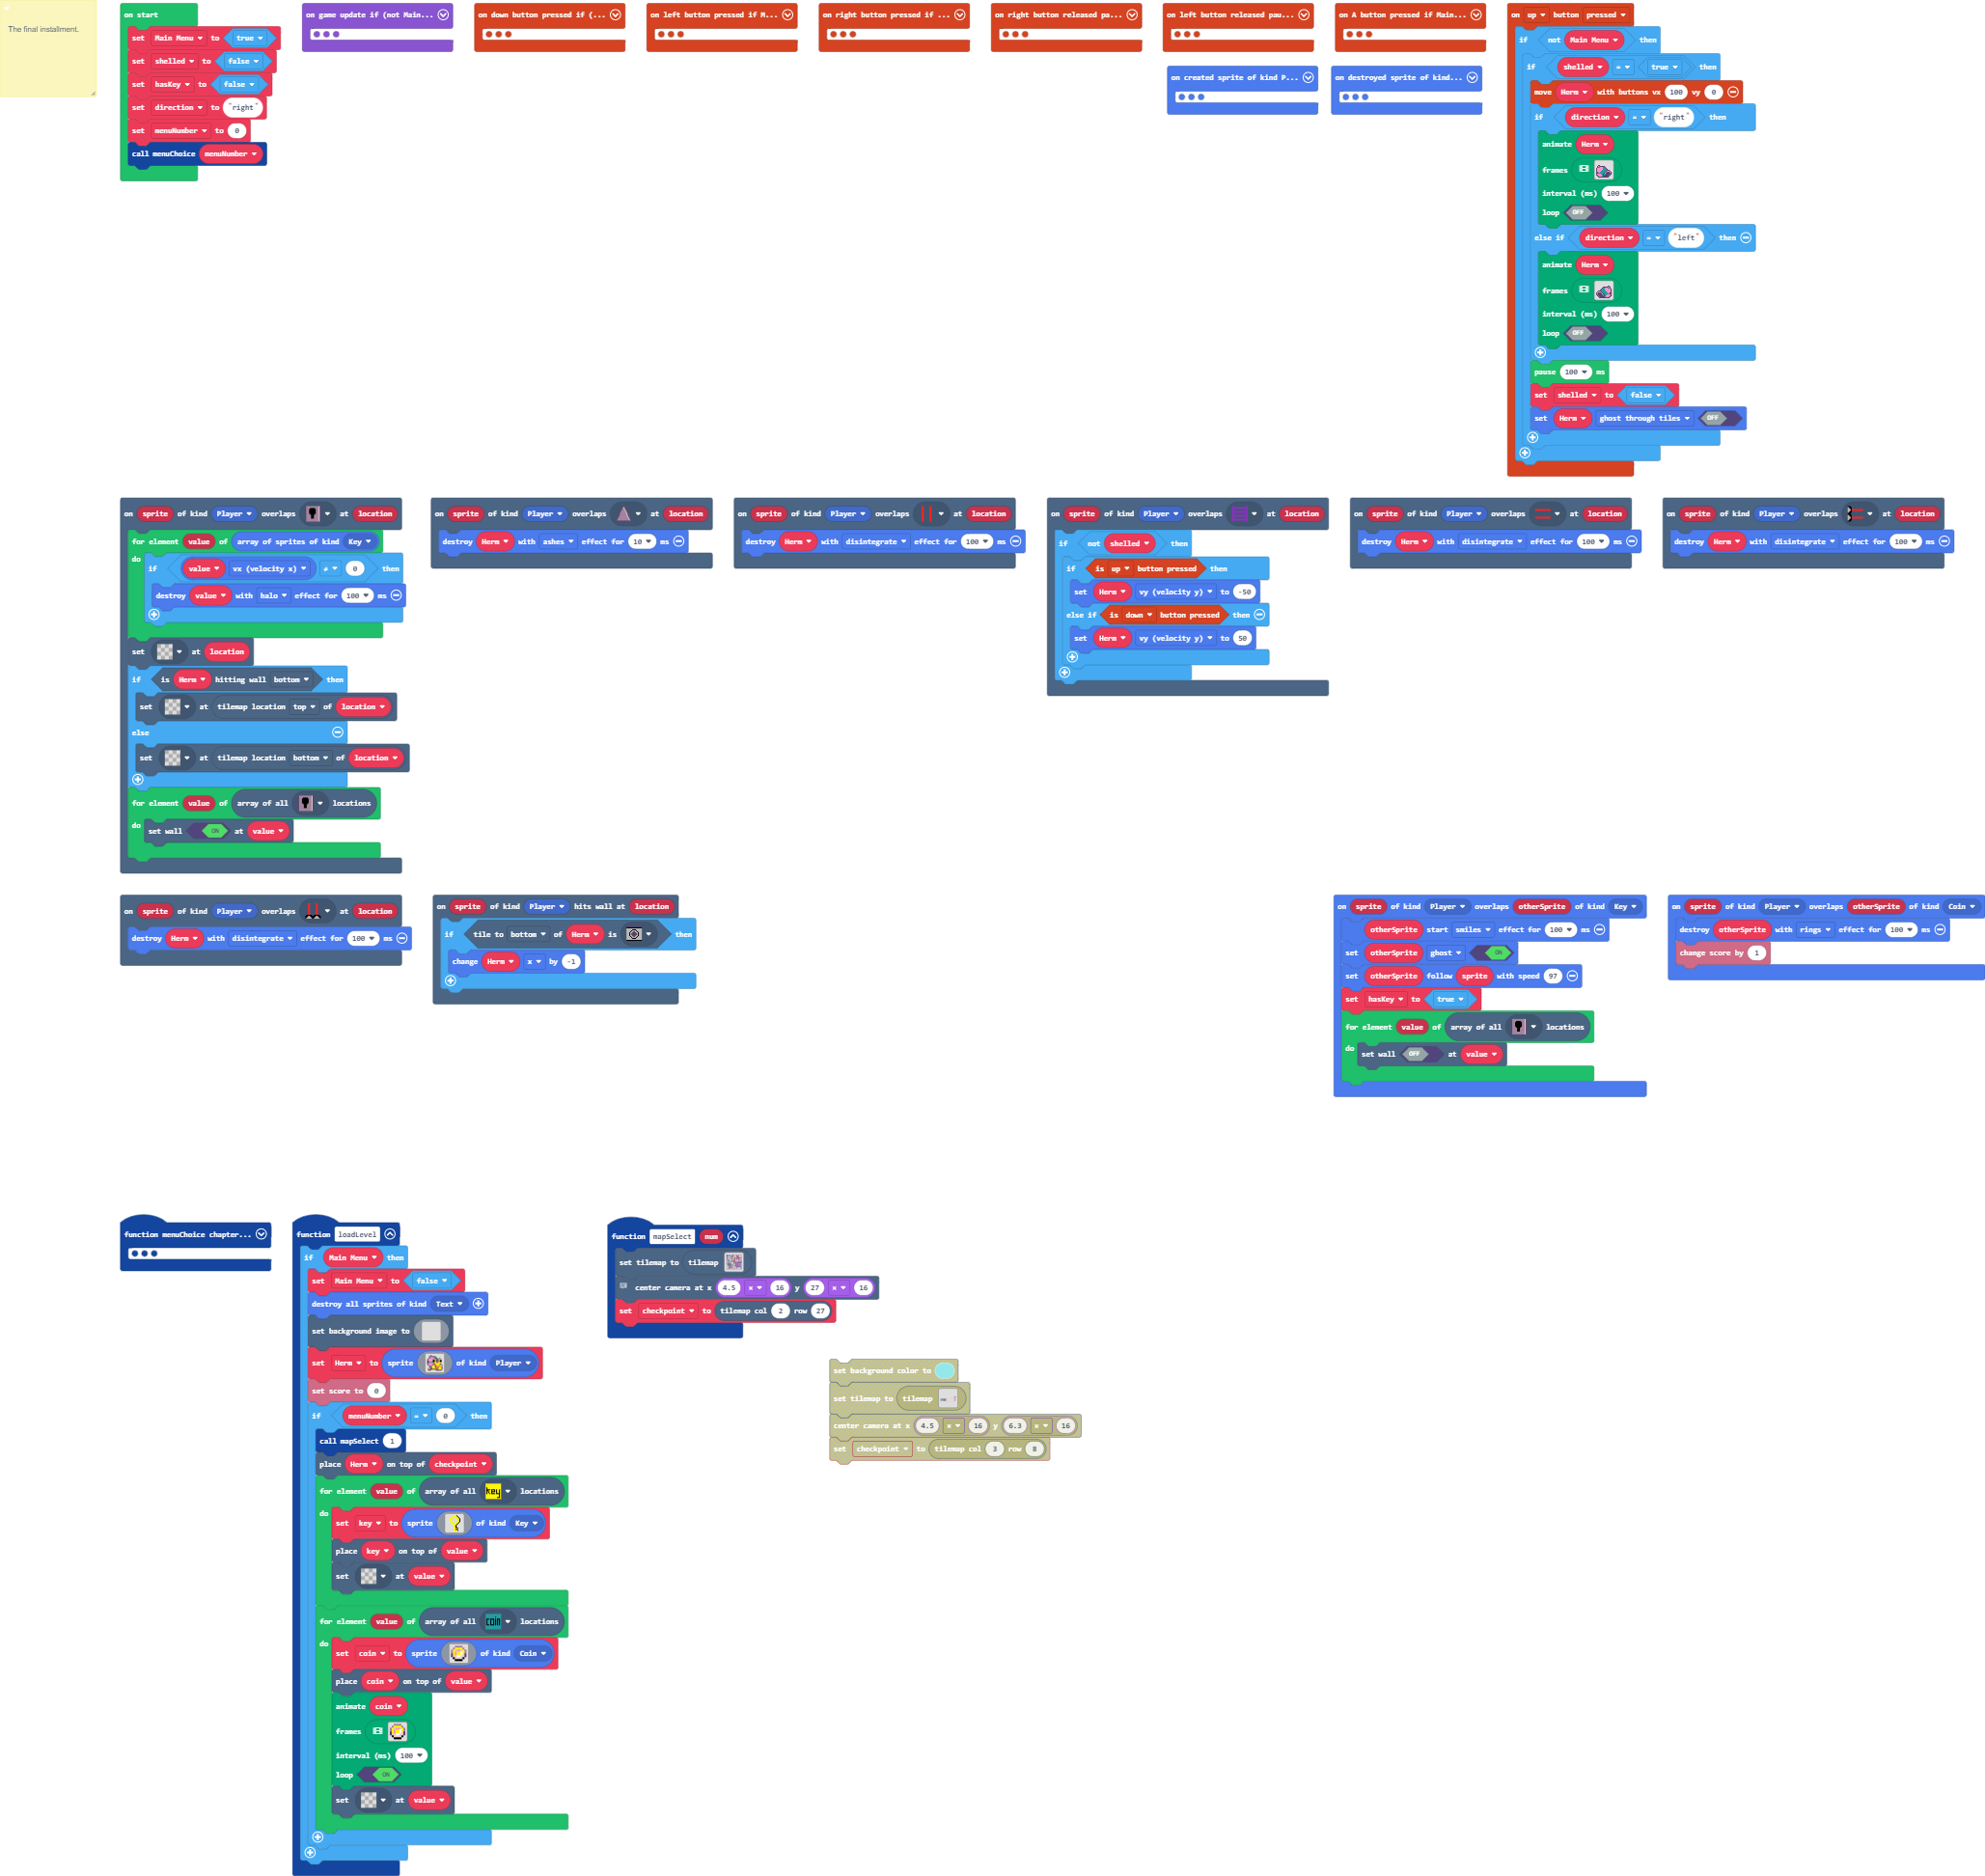 The final installment.
on start
set Main Menu to true
set shelled to false
set hasKey to false
set direction to "right"
set menuNumber to 0
call menuChoice menuNumber
on game update if (not Main...
on down button pressed if (...
on left button pressed if M...
on right button pressed if ...
on right button released pa...
on left button released pau...
on A button pressed if Main...
on created sprite of kind P...
on destroyed sprite of kind...
on up button pressed
if not Main Menu then
if shelled = true then
move Herm with buttons vx 100 vy 0
if direction = "right" then
animate Herm
frames
interval (ms) 100
loop OFF
else if direction = "left" then
animate Herm
frames
interval (ms) 100
loop OFF
pause 100 ms
set shelled to false
set Herm ghost through tiles OFF
on sprite of kind Player overlaps at location
for element value of array of sprites of kind Key
do
if value vx (velocity x) ≠ 0 then
destroy value with halo effect for 100 ms
set at location
if is Herm hitting wall bottom then
set at tilemap location top of location
else
set at tilemap location bottom of location
for element value of array of all locations
do
set wall ON at value
on sprite of kind Player overlaps at location
destroy Herm with ashes effect for 10 ms
on sprite of kind Player overlaps at location
destroy Herm with disintegrate effect for 100 ms
on sprite of kind Player overlaps at location
if not shelled then
if is up button pressed then
set Herm vy (velocity y) to -50
else if is down button pressed then
set Herm vy (velocity y) to 50
on sprite of kind Player overlaps at location
destroy Herm with disintegrate effect for 100 ms
on sprite of kind Player overlaps at location
destroy Herm with disintegrate effect for 100 ms
on sprite of kind Player overlaps at location
destroy Herm with disintegrate effect for 100 ms
on sprite of kind Player hits wall at location
if tile to bottom of Herm is then
change Herm x by -1
on sprite of kind Player overlaps otherSprite of kind Key
otherSprite start smiles effect for 100 ms
set otherSprite ghost ON
set otherSprite follow sprite with speed 97
set hasKey to true
for element value of array of all locations
do
set wall OFF at value
on sprite of kind Player overlaps otherSprite of kind Coin
destroy otherSprite with rings effect for 100 ms
change score by 1
function menuChoice chapter...
function loadLevel
if Main Menu then
set Main Menu to false
destroy all sprites of kind Text
set background image to
set Herm to sprite of kind Player
set score to 0
if menuNumber = 0 then
call mapSelect 1
place Herm on top of checkpoint
for element value of array of all key locations
do
set key to sprite of kind Key
place key on top of value
set at value
for element value of array of all coin locations
do
set coin to sprite of kind Coin
place coin on top of value
animate coin
frames
interval (ms) 100
loop ON
set at value
function mapSelect num
set tilemap to tilemap
center camera at x 4.5 × 16 y 27 × 16
set checkpoint to tilemap col 2 row 27
set background color to
set tilemap to tilemap
center camera at x 4.5 × 16 y 6.3 × 16
set checkpoint to tilemap col 3 row 8